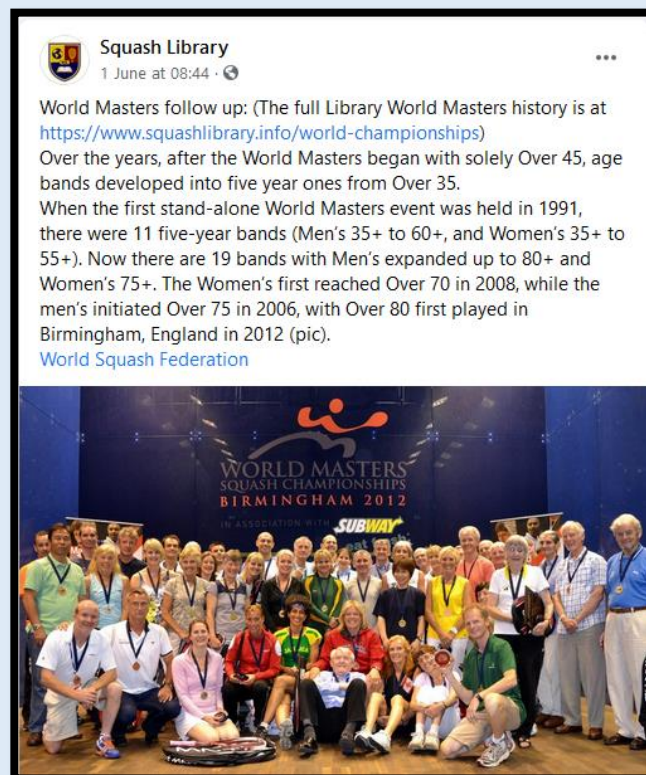 Squash Library
1 June at 08:44 ·
World Masters follow up: (The full Library World Masters history is at
https://www.squashlibrary.info/world-championships)
Over the years, after the World Masters began with solely Over 45, age
bands developed into five year ones from Over 35.
When the first stand-alone World Masters event was held in 1991,
there were 11 five-year bands (Men's 35+ to 60+, and Women's 35+ to
55+). Now there are 19 bands with Men's expanded up to 80+ and
Women's 75+. The Women's first reached Over 70 in 2008, while the
men's initiated Over 75 in 2006, with Over 80 first played in
Birmingham, England in 2012 (pic).
World Squash Federation
WORLD MASTERS
SQUASH CHAMPIONSHIPS
BIRMINGHAM 2012
IN ASSOCIATION WITH SUBWAY
eat fresh.